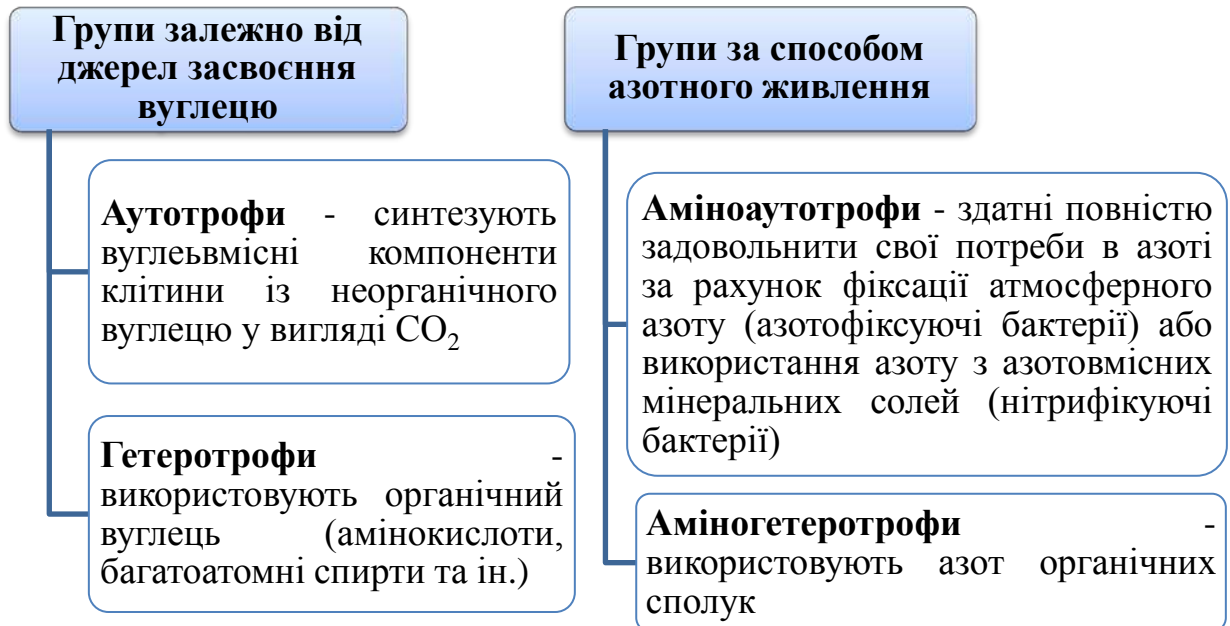 Групи залежно від
джерел засвоєння
вуглецю
Аутотрофи - синтезують
вуглеьвмісні компоненти
клітини із неорганічного
вуглецю у вигляді CO₂
Гетеротрофи -
використовують органічний
вуглець (амінокислоти,
багатоатомні спирти та ін.)
Групи за способом
азотного живлення
Аміноаутотрофи - здатні повністю
задовольнити свої потреби в азоті
за рахунок фіксації атмосферного
азоту (азотофіксуючі бактерії) або
використання азоту з азотовмісних
мінеральних солей (нітрифікуючі
бактерії)
Аміногетеротрофи -
використовують азот органічних
сполук